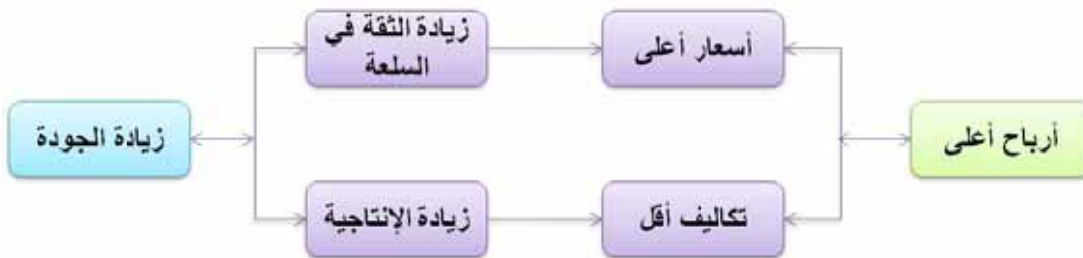 زيادة الثقة في
السلعة
أسعار أعلى
زيادة الجودة
أرباح أعلى
زيادة الإنتاجية
تكاليف أقل